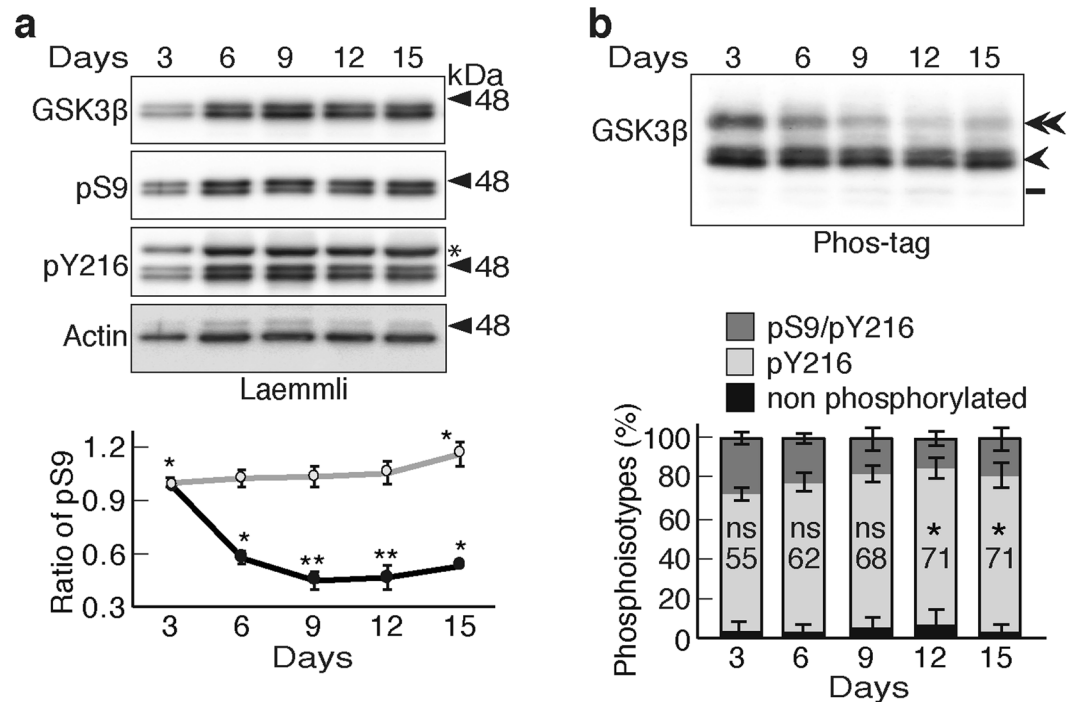 a
Days 3 6 9 12 15
kDa
GSK3β 48
pS9 48
*
pY216 48
Actin 48
Laemmli
Ratio of pS9
1.2
0.9
0.6
0.3
* * ** ** * *
3 6 9 12 15
Days
b
Days 3 6 9 12 15
GSK3β
Phos-tag
pS9/pY216
pY216
non phosphorylated
Phosphoisotypes (%)
100
80
60
40
20
0
ns ns ns * *
55 62 68 71 71
3 6 9 12 15
Days